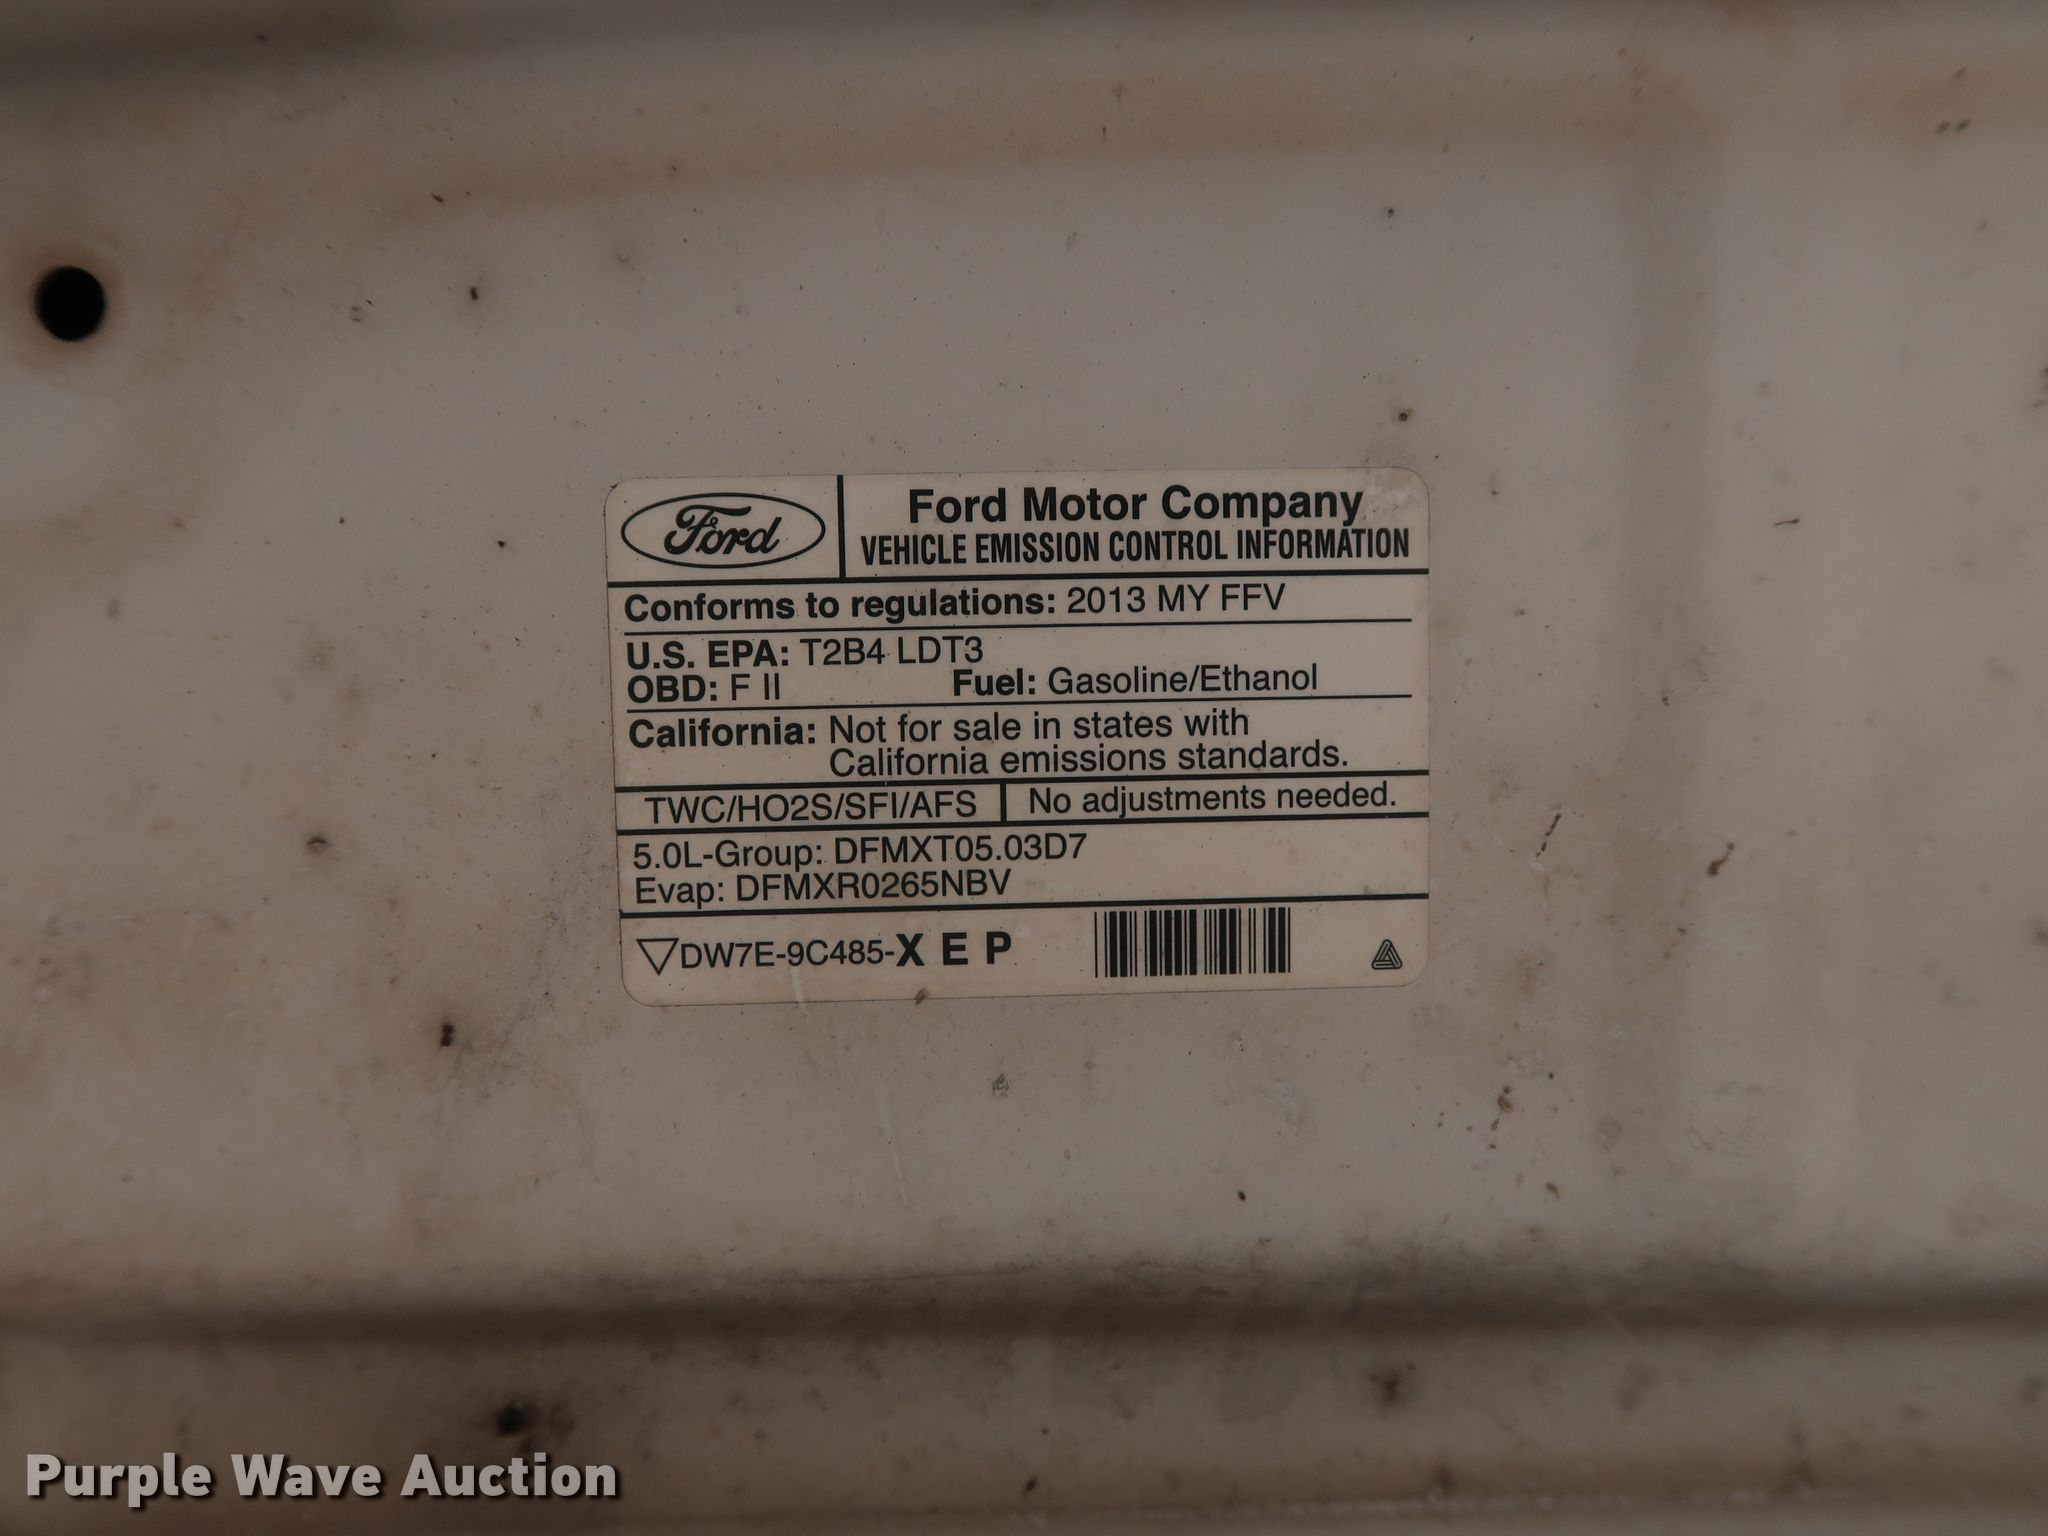 Ford
Ford Motor Company
VEHICLE EMISSION CONTROL INFORMATION
Conforms to regulations: 2013 MY FFV
U.S. EPA: T2B4 LDT3
OBD: F II Fuel: Gasoline/Ethanol
California: Not for sale in states with
California emissions standards.
TWC/HO2S/SFI/AFS No adjustments needed.
5.0L-Group: DFMXT05.03D7
Evap: DFMXR0265NBV
DW7E-9C485-X E P
Purple Wave Auction